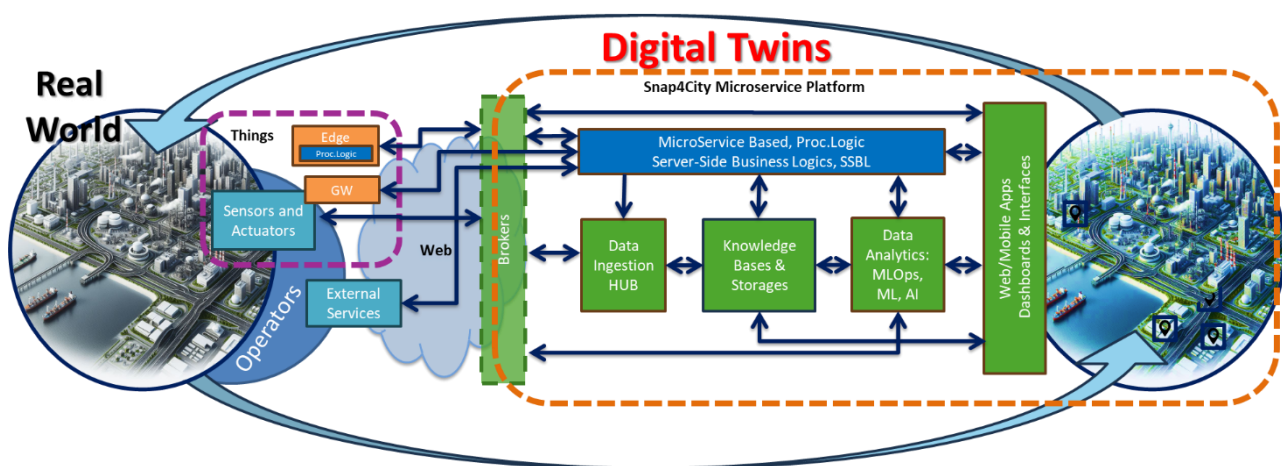 Digital Twins
Real
World
Snap4City Microservice Platform
Things
Edge
Proc.Logic
GW
Sensors and
Actuators
Web
External
Services
Operators
Brokers
MicroService Based, Proc.Logic
Server-Side Business Logics, SSBL
Data
Ingestion
HUB
Knowledge
Bases &
Storages
Data
Analytics:
MLOps,
ML, AI
Web/Mobile Apps
Dashboards & Interfaces